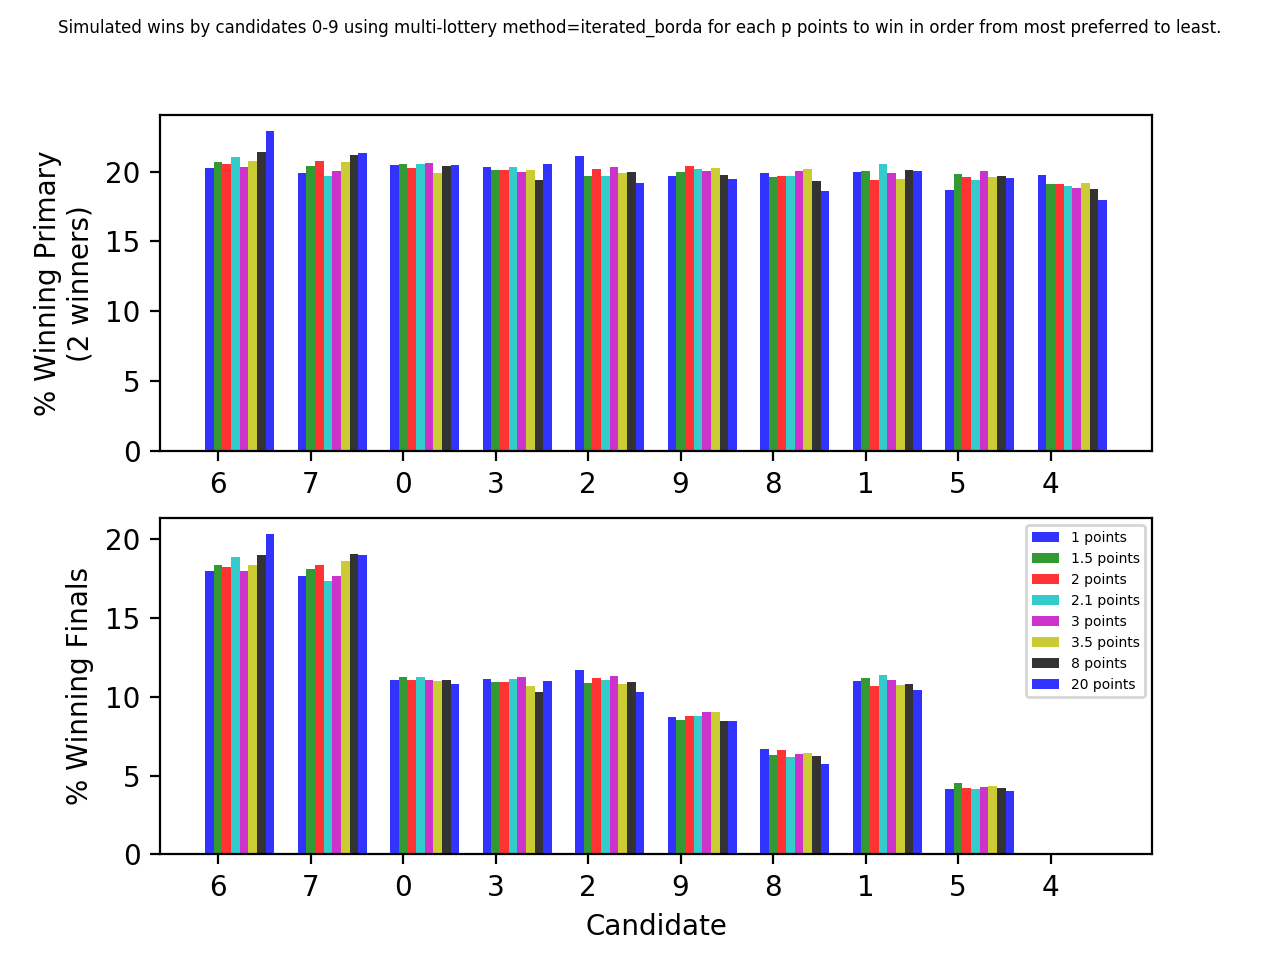 Simulated wins by candidates 0-9 using multi-lottery method=iterated_borda for each p points to win in order from most preferred to least.
% Winning Primary
(2 winners)
20
15
10
5
0
6 7 0 3 2 9 8 1 5 4
% Winning Finals
20
15
10
5
0
1 points
1.5 points
2 points
2.1 points
3 points
3.5 points
8 points
20 points
6 7 0 3 2 9 8 1 5 4
Candidate